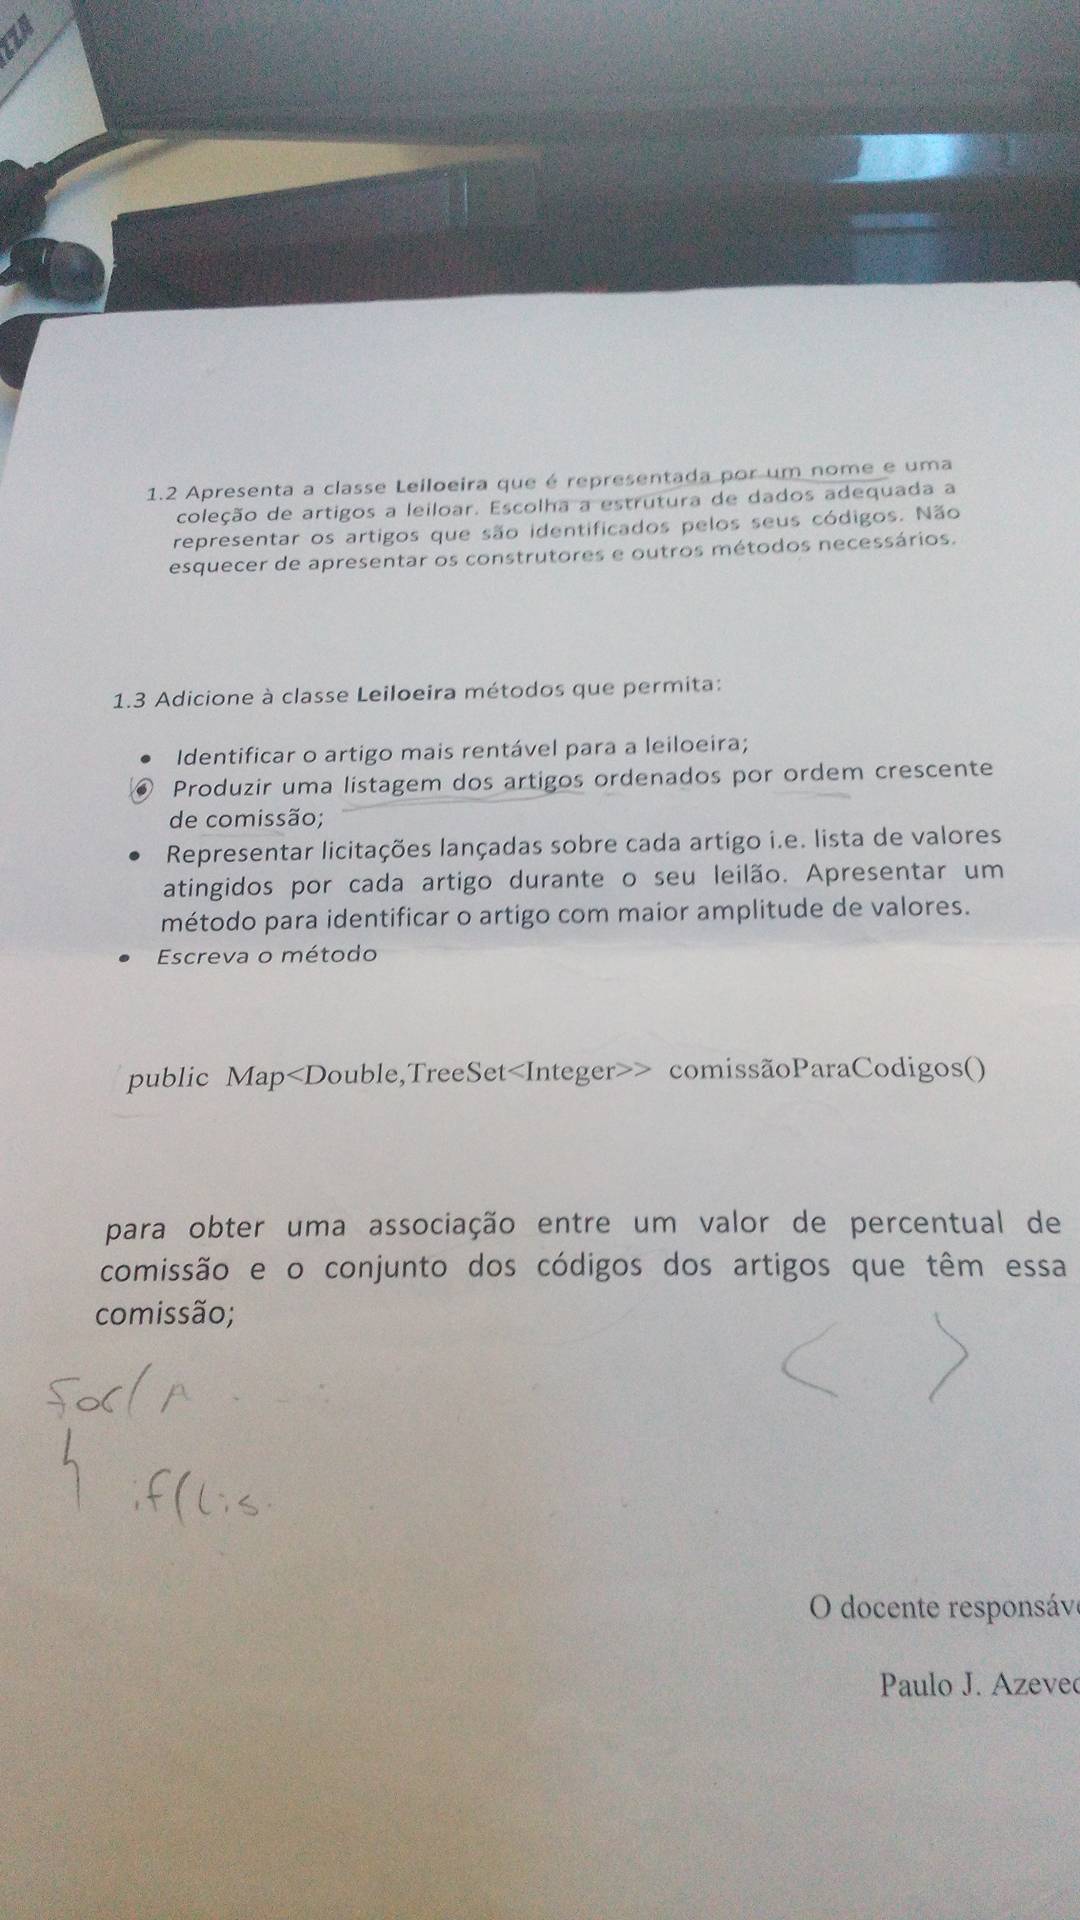 1.2 Apresenta a classe Leiloeira que é representada por um nome e uma
coleção de artigos a leiloar. Escolha a estrutura de dados adequada a
representar os artigos que são identificados pelos seus códigos. Não
esquecer de apresentar os construtores e outros métodos necessários.
1.3 Adicione à classe Leiloeira métodos que permita:
• Identificar o artigo mais rentável para a leiloeira;
• Produzir uma listagem dos artigos ordenados por ordem crescente
de comissão;
• Representar licitações lançadas sobre cada artigo i.e. lista de valores
atingidos por cada artigo durante o seu leilão. Apresentar um
método para identificar o artigo com maior amplitude de valores.
• Escreva o método
public Map<Double,TreeSet<Integer>> comissãoParaCodigos()
para obter uma associação entre um valor de percentual de
comissão e o conjunto dos códigos dos artigos que têm essa
comissão;
< >
for( A
if(lis.
O docente responsáve
Paulo J. Azeved